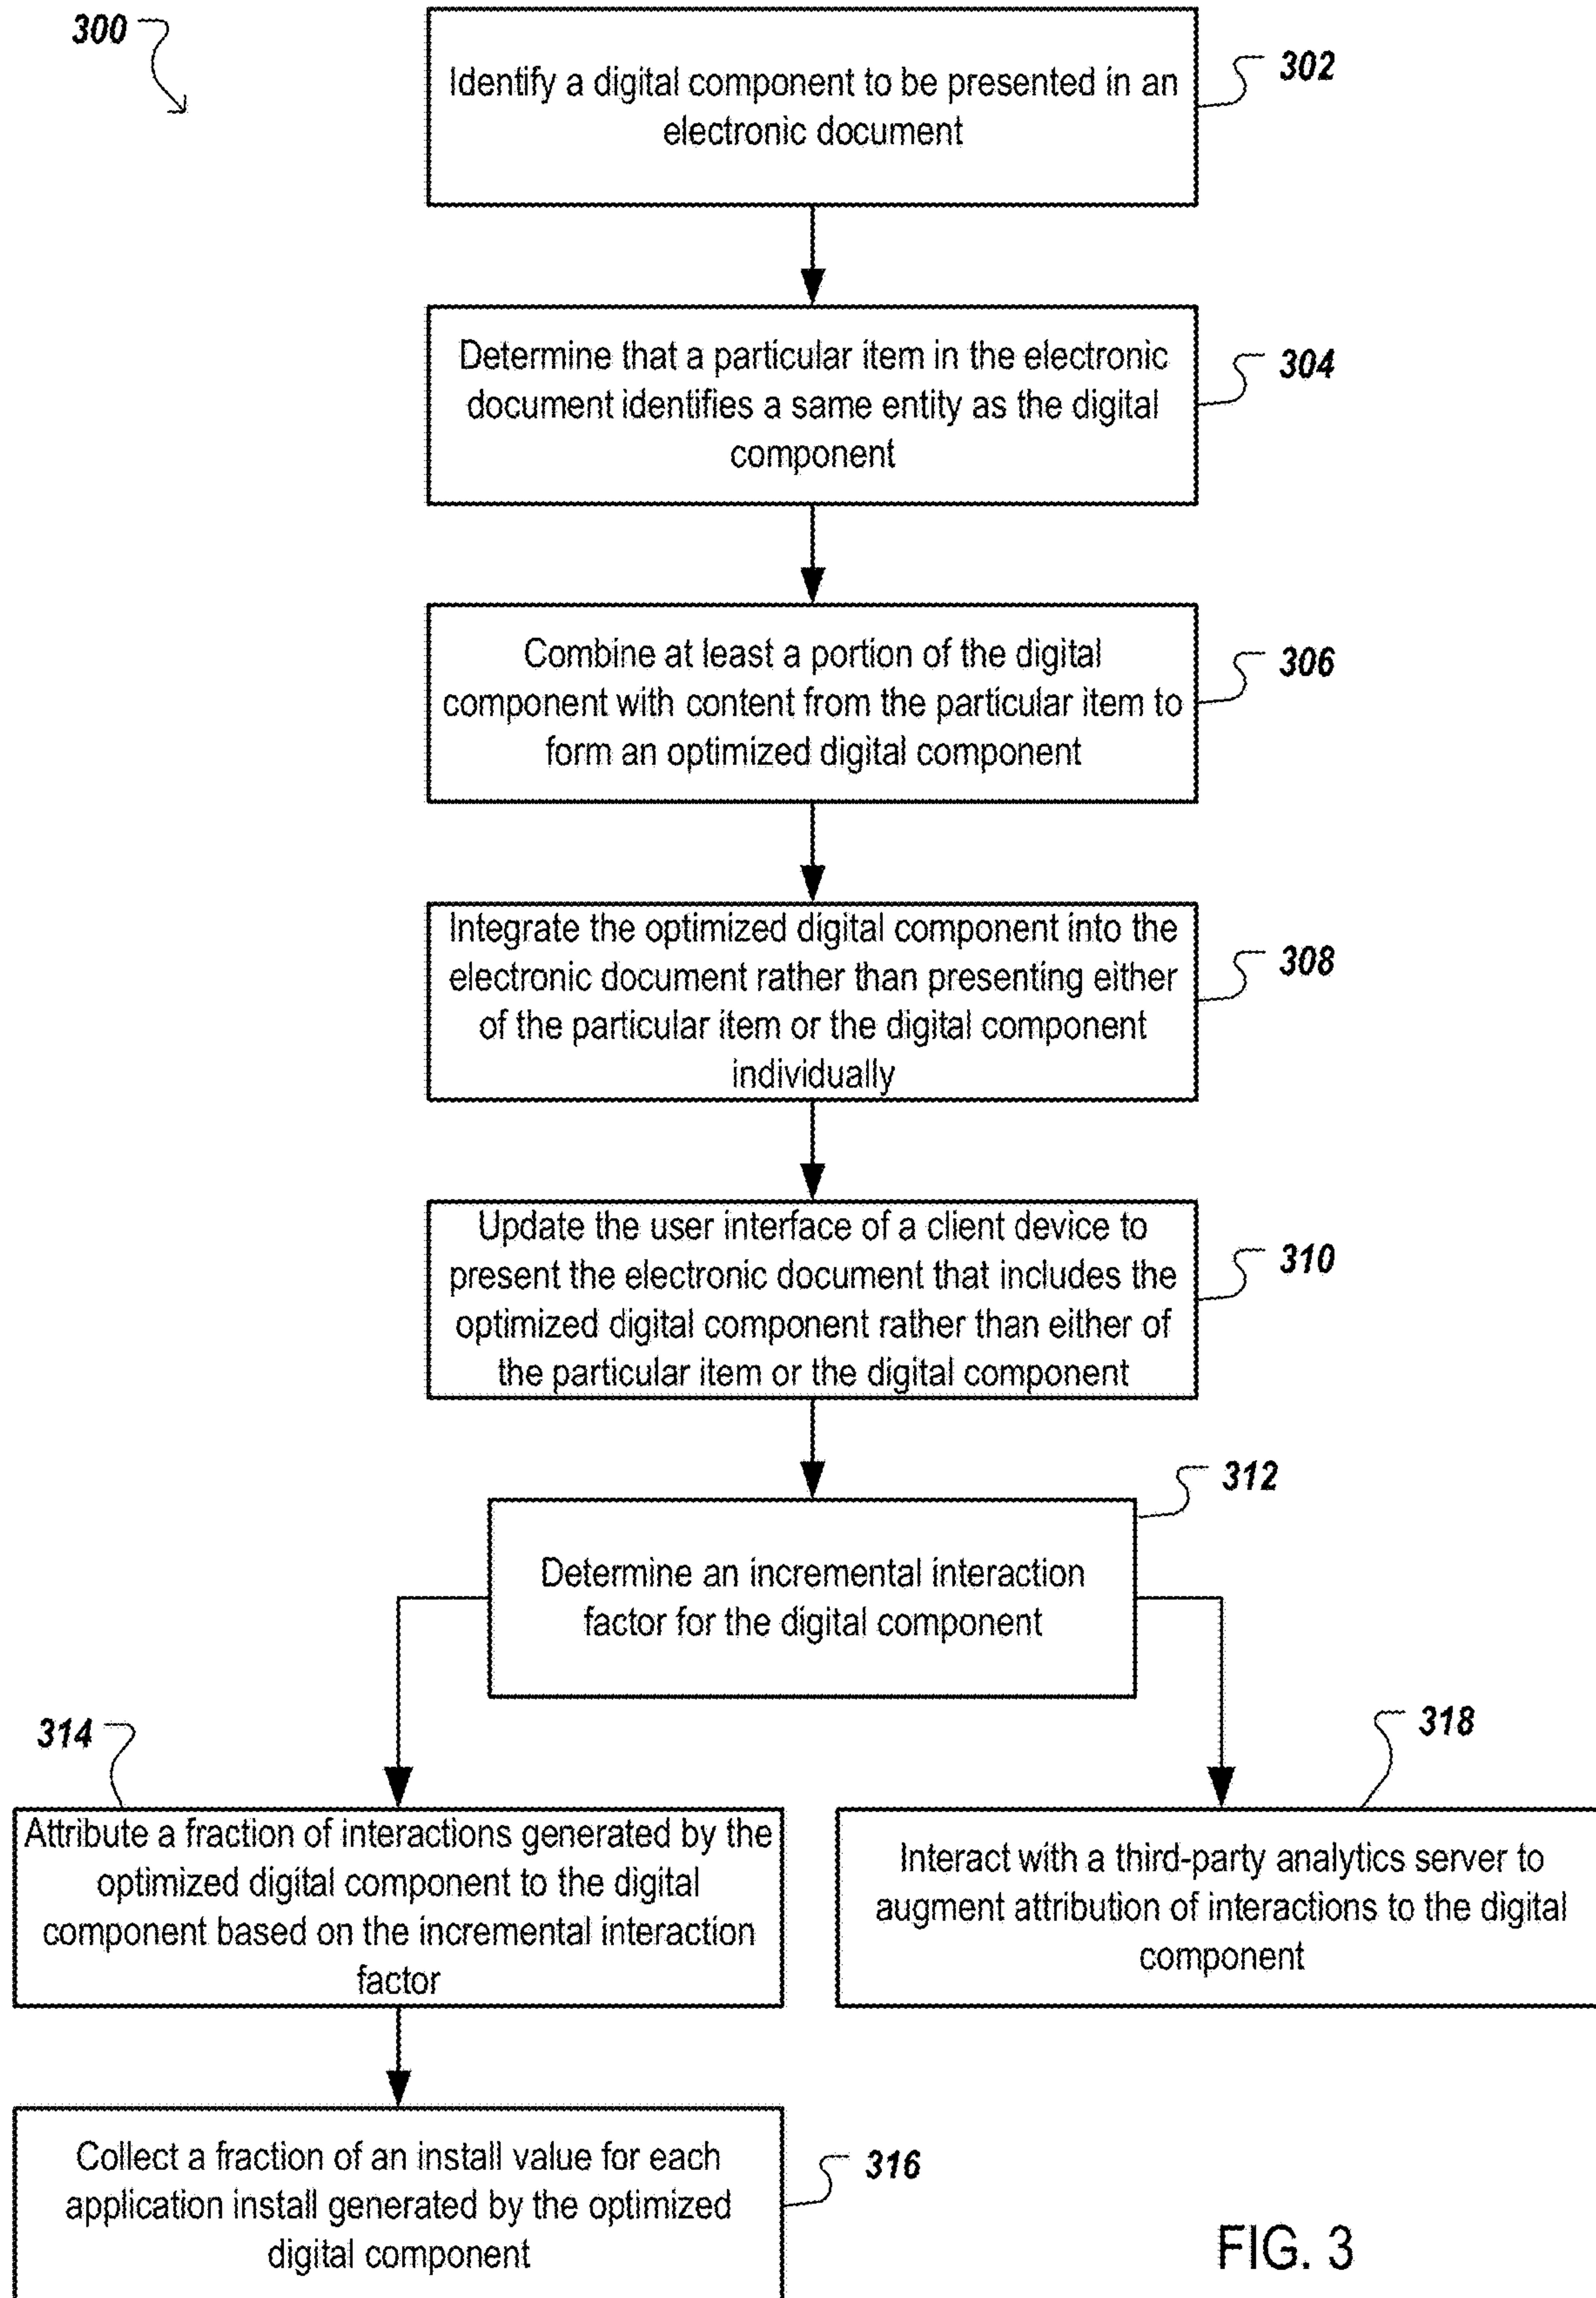 300
Identify a digital component to be presented in an
electronic document
302
Determine that a particular item in the electronic
document identifies a same entity as the digital
component
304
Combine at least a portion of the digital
component with content from the particular item to
form an optimized digital component
306
Integrate the optimized digital component into the
electronic document rather than presenting either
of the particular item or the digital component
individually
308
Update the user interface of a client device to
present the electronic document that includes the
optimized digital component rather than either of
the particular item or the digital component
310
312
Determine an incremental interaction
factor for the digital component
314
Attribute a fraction of interactions generated by the
optimized digital component to the digital
component based on the incremental interaction
factor
318
Interact with a third-party analytics server to
augment attribution of interactions to the digital
component
Collect a fraction of an install value for each
application install generated by the optimized
digital component
316
FIG. 3